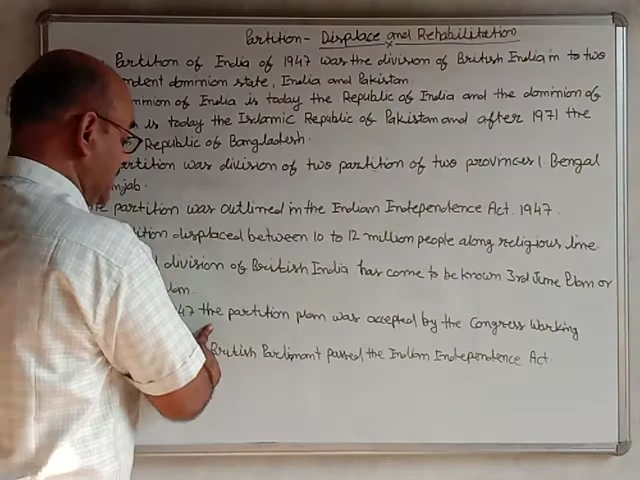 Partition - Displace and Rehabilitation
Partition of India of 1947 was the division of British India in to two
ndent dominion state, India and Pakistan.
minion of India is today the Republic of India and the dominion of
is today the Islamic Republic of Pakistan and after 1971 the
Republic of Bangladesh.
artition was division of two partition of two provinces 1. Bengal
njab.
partition was outlined in the Indian Independence Act. 1947.
ition displaced between 10 to 12 million people along religious line
division of British India has come to be known 3rd June Plan or
lan.
47 the partition plan was accepted by the Congress Working
British Parlimant passed the Indian Independence Act